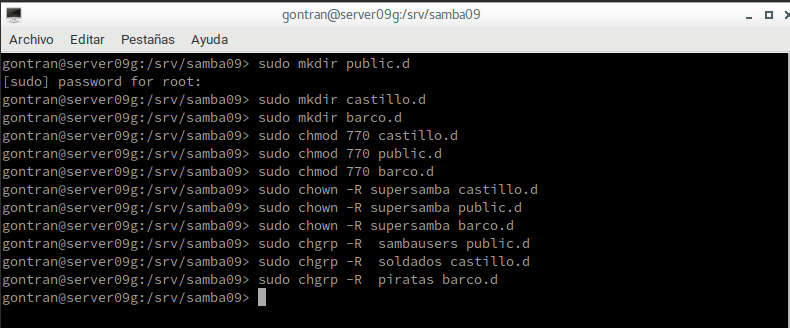 gontran@server09g:/srv/samba09
Archivo Editar Pestañas Ayuda
gontran@server09g:/srv/samba09> sudo mkdir public.d
[sudo] password for root:
gontran@server09g:/srv/samba09> sudo mkdir castillo.d
gontran@server09g:/srv/samba09> sudo mkdir barco.d
gontran@server09g:/srv/samba09> sudo chmod 770 castillo.d
gontran@server09g:/srv/samba09> sudo chmod 770 public.d
gontran@server09g:/srv/samba09> sudo chmod 770 barco.d
gontran@server09g:/srv/samba09> sudo chown -R supersamba castillo.d
gontran@server09g:/srv/samba09> sudo chown -R supersamba public.d
gontran@server09g:/srv/samba09> sudo chown -R supersamba barco.d
gontran@server09g:/srv/samba09> sudo chgrp -R  sambausers public.d
gontran@server09g:/srv/samba09> sudo chgrp -R  soldados castillo.d
gontran@server09g:/srv/samba09> sudo chgrp -R  piratas barco.d
gontran@server09g:/srv/samba09>